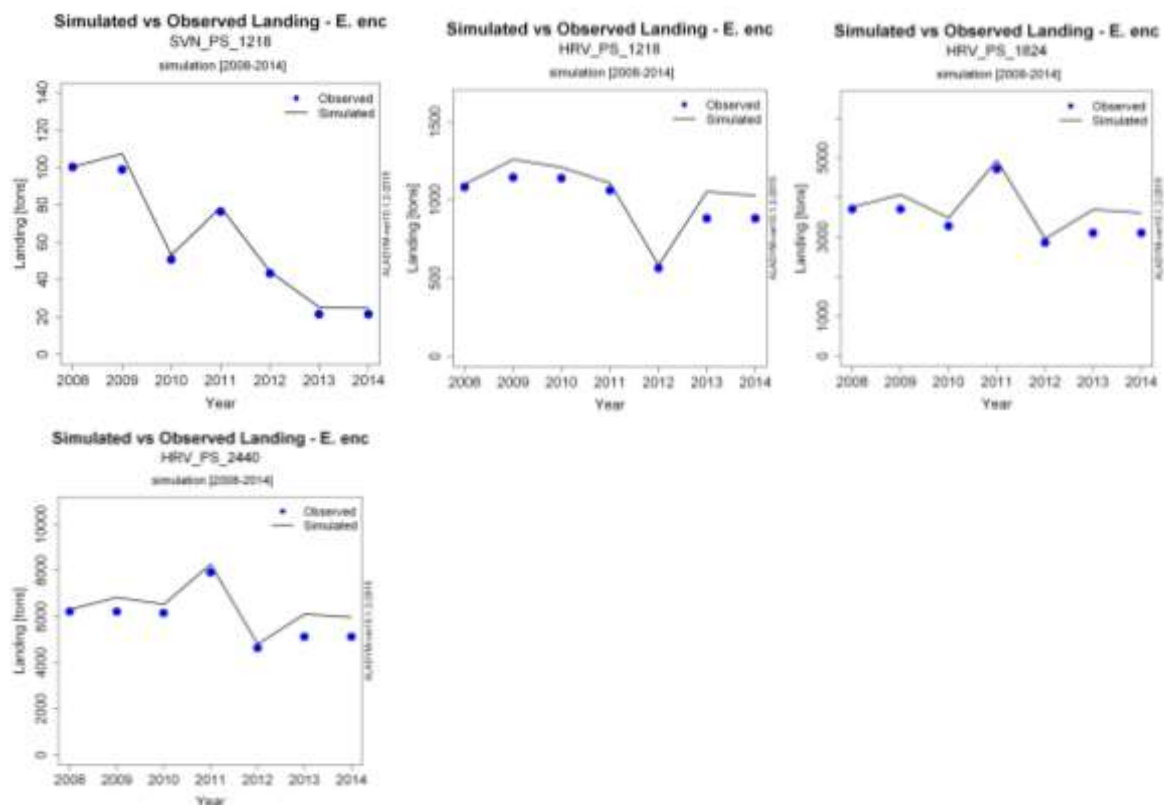 Simulated vs Observed Landing - E. enc
SVN_PS_1218
simulation [2008-2014]
Observed
Simulated
Landing [tons]
140
120
100
80
60
40
20
0
2008 2009 2010 2011 2012 2013 2014
Year
Simulated vs Observed Landing - E. enc
HRV_PS_1218
simulation [2008-2014]
Observed
Simulated
Landing [tons]
1500
1000
500
0
2008 2009 2010 2011 2012 2013 2014
Year
Simulated vs Observed Landing - E. enc
HRV_PS_1824
simulation [2008-2014]
Observed
Simulated
Landing [tons]
5000
3000
1000
0
2008 2009 2010 2011 2012 2013 2014
Year
Simulated vs Observed Landing - E. enc
HRV_PS_2440
simulation [2008-2014]
Observed
Simulated
Landing [tons]
10000
8000
6000
4000
2000
0
2008 2009 2010 2011 2012 2013 2014
Year